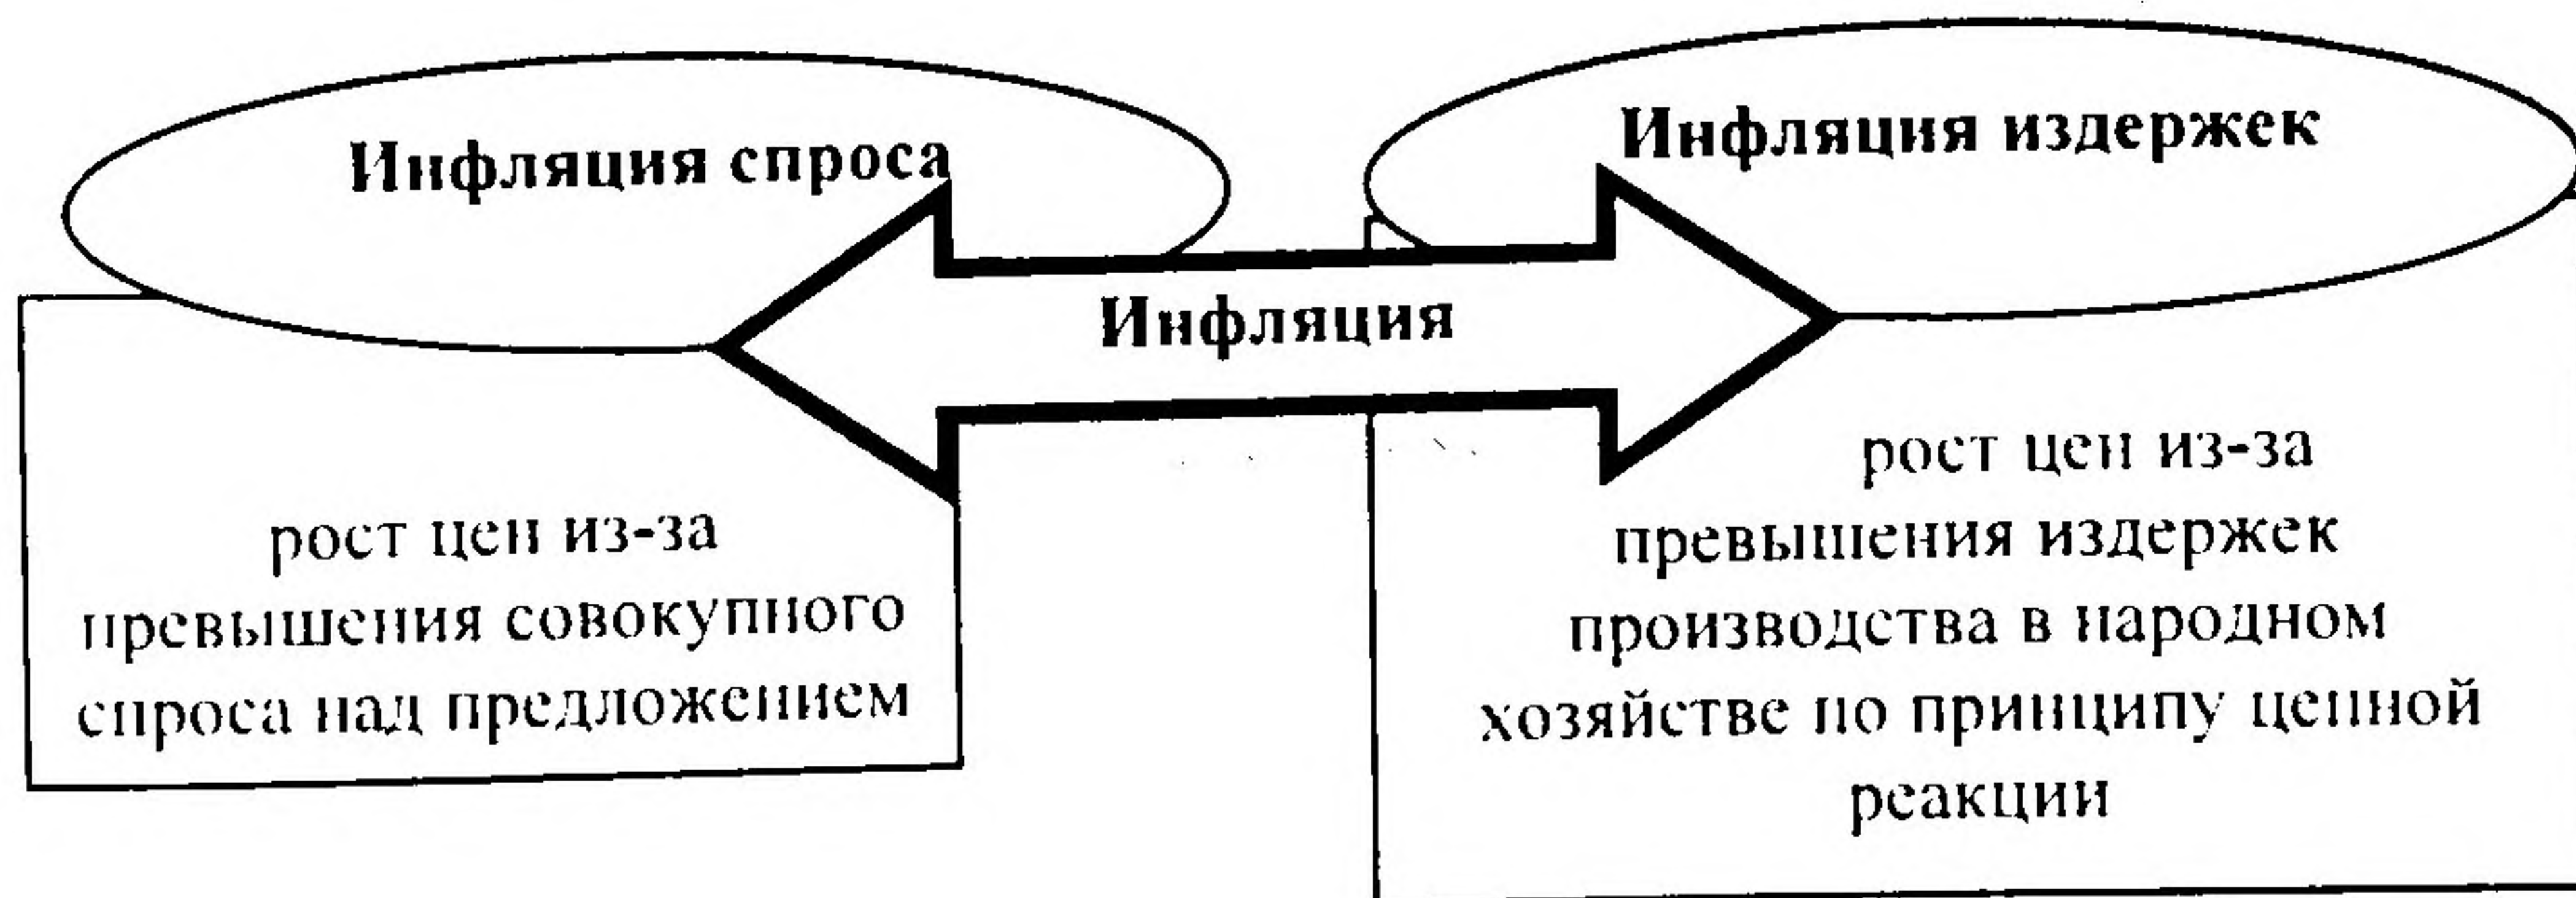 Инфляция спроса
Инфляция издержек
Инфляция
рост цен из-за
превышения совокупного
спроса над предложением
рост цен из-за
превышения издержек
производства в народном
хозяйстве по принципу цепной
реакции